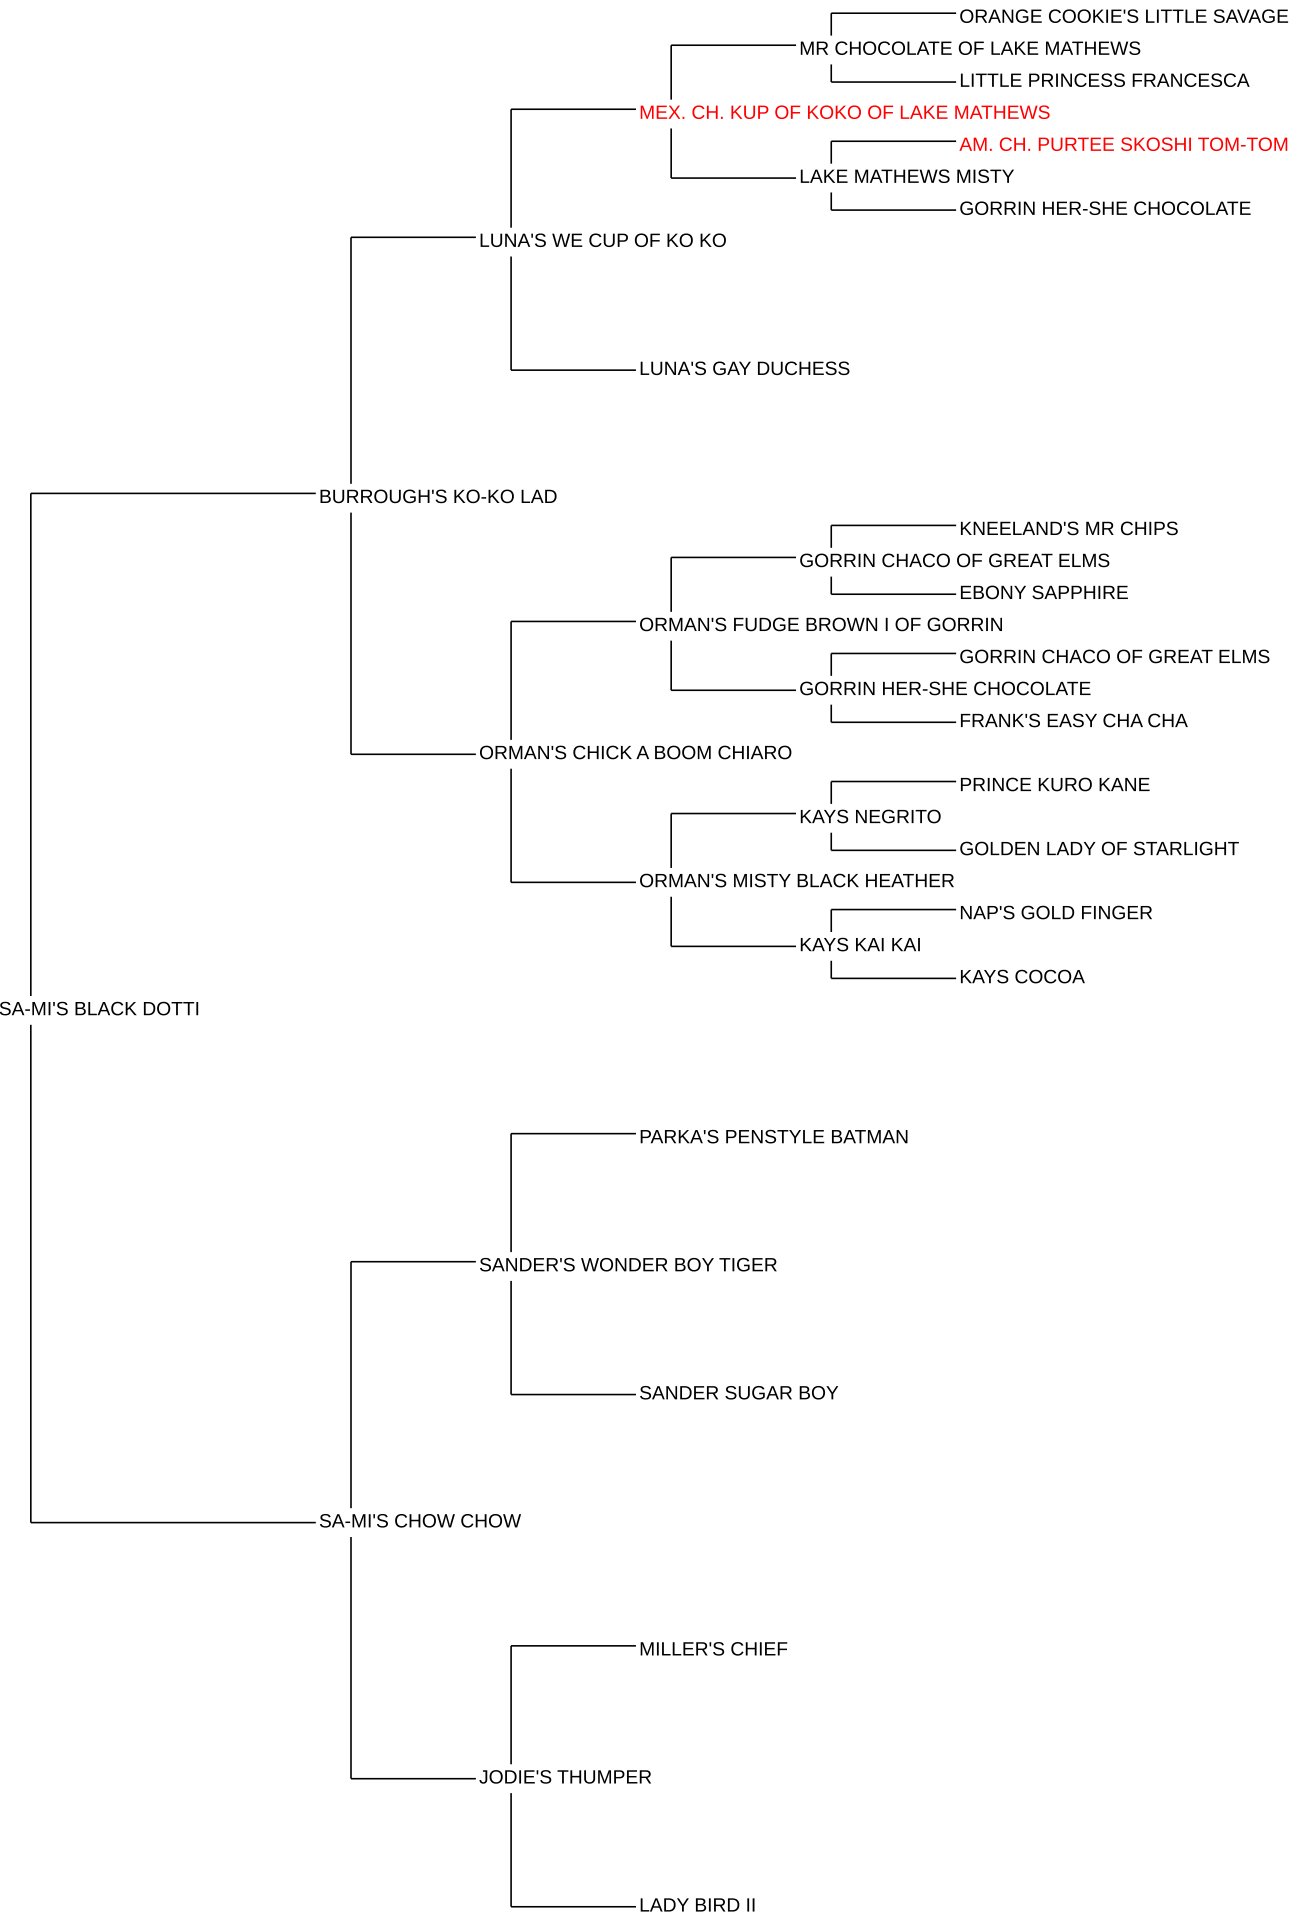 ORANGE COOKIE'S LITTLE SAVAGE
MR CHOCOLATE OF LAKE MATHEWS
LITTLE PRINCESS FRANCESCA
MEX. CH. KUP OF KOKO OF LAKE MATHEWS
AM. CH. PURTEE SKOSHI TOM-TOM
LAKE MATHEWS MISTY
GORRIN HER-SHE CHOCOLATE
LUNA'S WE CUP OF KO KO
LUNA'S GAY DUCHESS
BURROUGH'S KO-KO LAD
KNEELAND'S MR CHIPS
GORRIN CHACO OF GREAT ELMS
EBONY SAPPHIRE
ORMAN'S FUDGE BROWN I OF GORRIN
GORRIN CHACO OF GREAT ELMS
GORRIN HER-SHE CHOCOLATE
FRANK'S EASY CHA CHA
ORMAN'S CHICK A BOOM CHIARO
PRINCE KURO KANE
KAYS NEGRITO
GOLDEN LADY OF STARLIGHT
ORMAN'S MISTY BLACK HEATHER
NAP'S GOLD FINGER
KAYS KAI KAI
KAYS COCOA
SA-MI'S BLACK DOTTI
PARKA'S PENSTYLE BATMAN
SANDER'S WONDER BOY TIGER
SANDER SUGAR BOY
SA-MI'S CHOW CHOW
MILLER'S CHIEF
JODIE'S THUMPER
LADY BIRD II